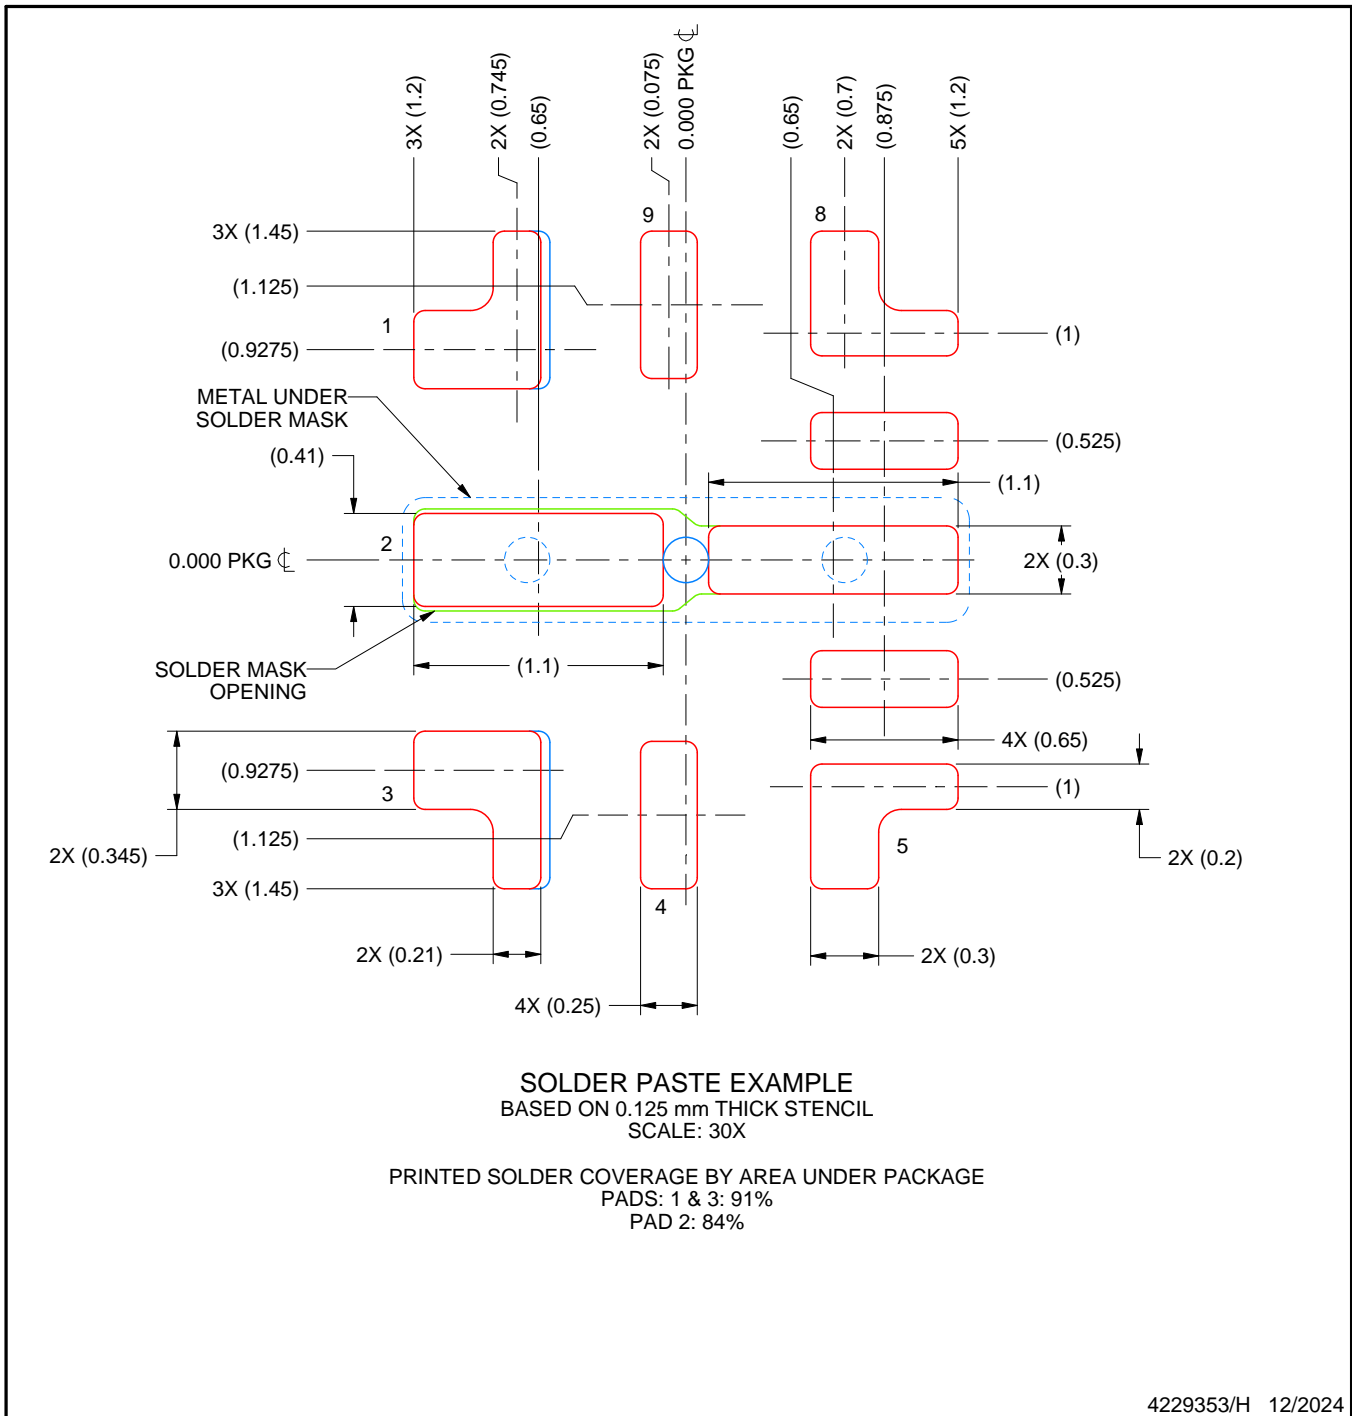 3X (1.2)
2X (0.745)
(0.65)
2X (0.075)
0.000 PKG ℄
(0.65)
2X (0.7)
(0.875)
5X (1.2)
9
8
3X (1.45)
(1.125)
1
(0.9275)
(1)
METAL UNDER
SOLDER MASK
(0.41)
(0.525)
(1.1)
2
0.000 PKG ℄
2X (0.3)
SOLDER MASK
OPENING
(1.1)
(0.525)
4X (0.65)
(0.9275)
3
(1)
(1.125)
5
2X (0.345)
2X (0.2)
3X (1.45)
4
2X (0.21)
2X (0.3)
4X (0.25)
SOLDER PASTE EXAMPLE
BASED ON 0.125 mm THICK STENCIL
SCALE: 30X
PRINTED SOLDER COVERAGE BY AREA UNDER PACKAGE
PADS: 1 & 3: 91%
PAD 2: 84%
4229353/H 12/2024